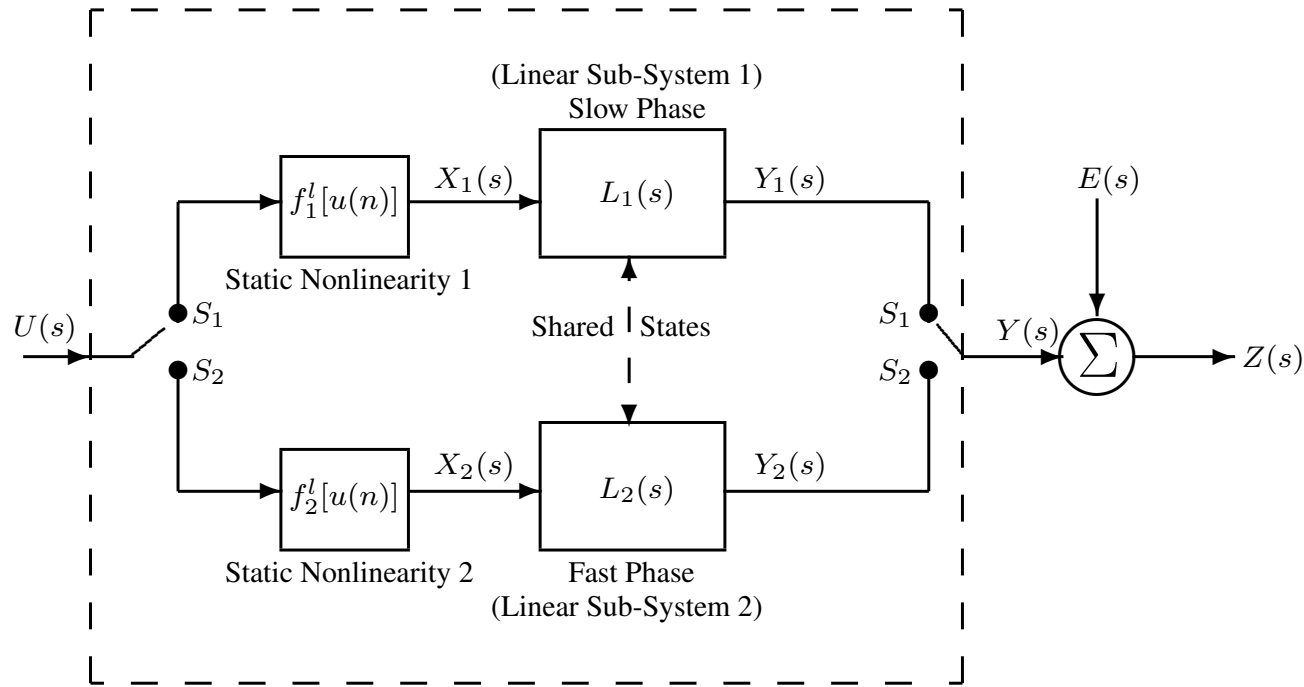 (Linear Sub-System 1)
Slow Phase
X₁(s)
Y₁(s)
E(s)
f₁ˡ[u(n)]
L₁(s)
Static Nonlinearity 1
U(s)
S₁
Shared States
S₁
Y(s)
∑
Z(s)
S₂
S₂
X₂(s)
Y₂(s)
f₂ˡ[u(n)]
L₂(s)
Static Nonlinearity 2
Fast Phase
(Linear Sub-System 2)